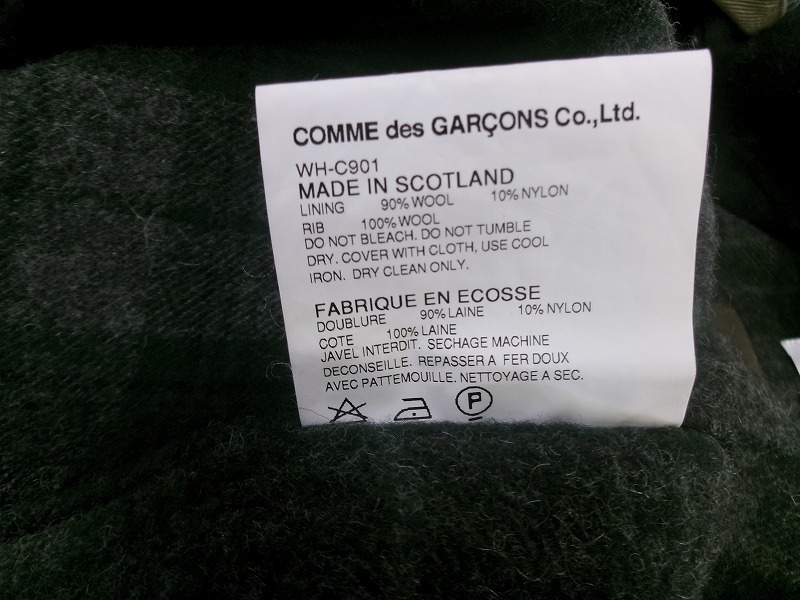 COMME des GARÇONS Co.,Ltd.
WH-C901
MADE IN SCOTLAND
LINING 90% WOOL 10% NYLON
RIB 100% WOOL
DO NOT BLEACH. DO NOT TUMBLE
DRY. COVER WITH CLOTH, USE COOL
IRON. DRY CLEAN ONLY.
FABRIQUE EN ECOSSE
DOUBLURE 90% LAINE 10% NYLON
COTE 100% LAINE
JAVEL INTERDIT. SECHAGE MACHINE
DECONSEILLE. REPASSER A FER DOUX
AVEC PATTEMOUILLE. NETTOYAGE A SEC.
P